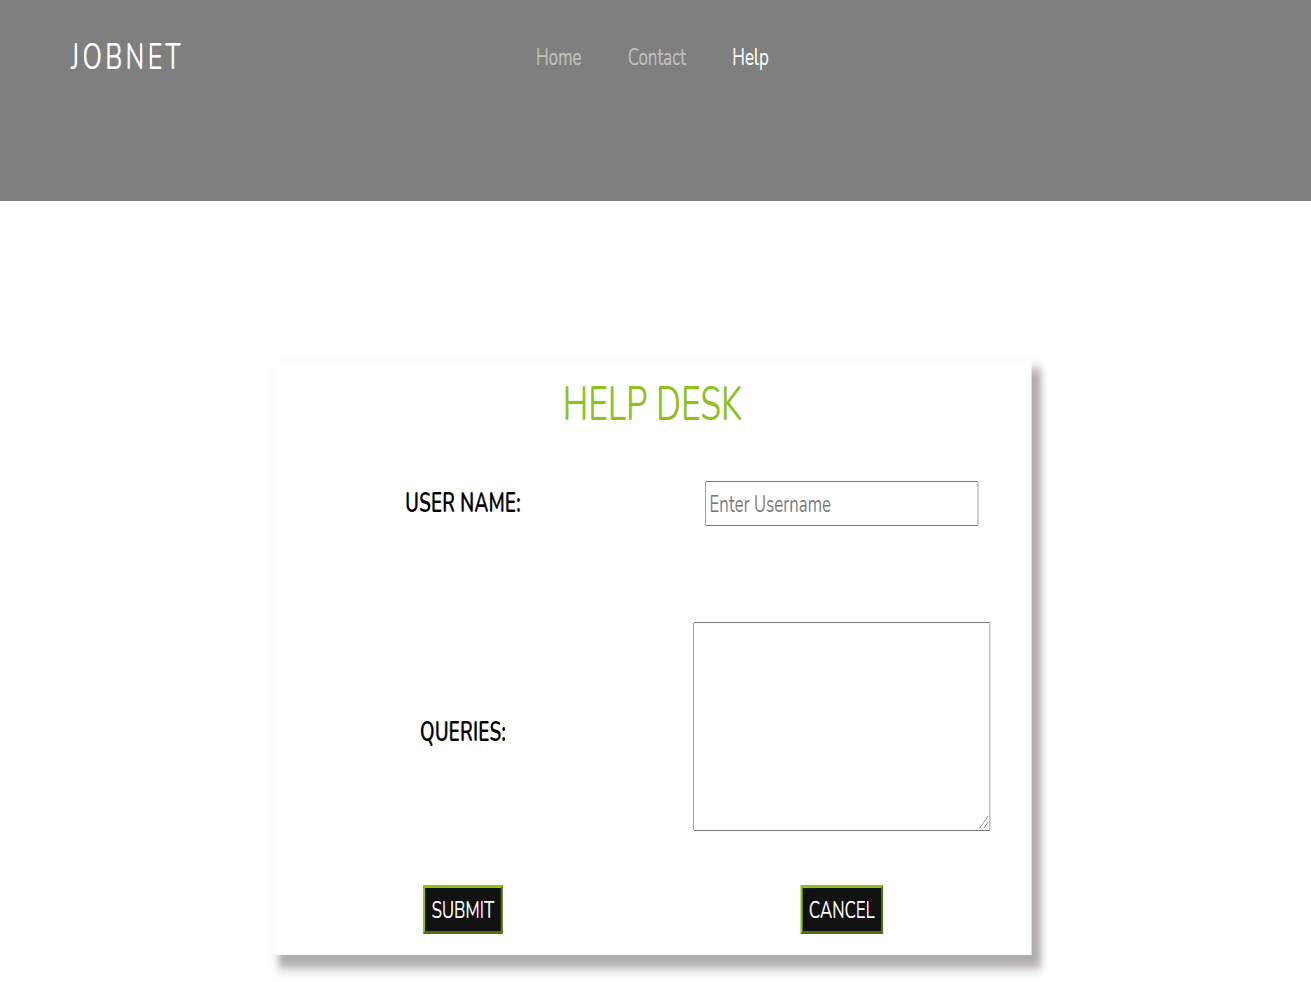 JOBNET Home Contact Help
HELP DESK
USER NAME: Enter Username
QUERIES:
SUBMIT CANCEL